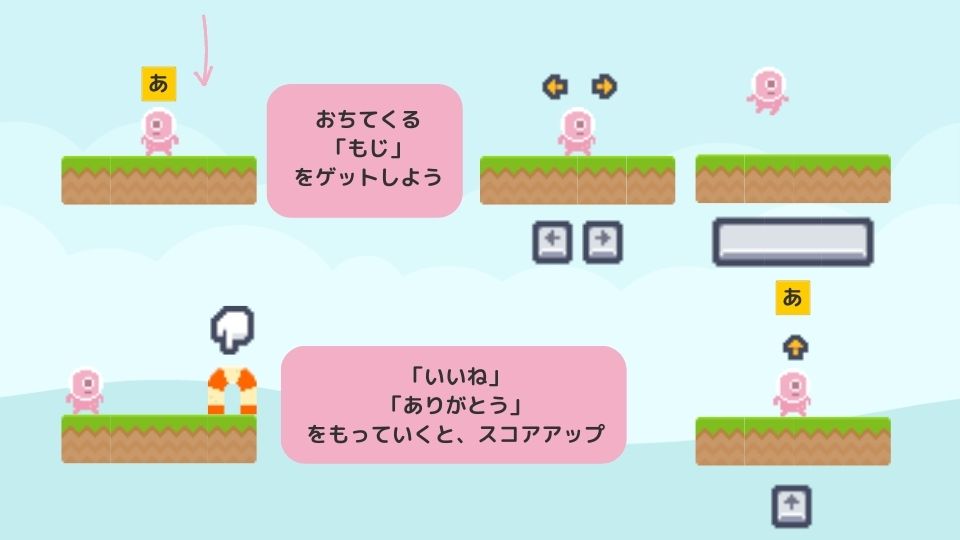 あ
おちてくる
「もじ」
をゲットしよう
あ
「いいね」
「ありがとう」
をもっていくと、スコアアップ